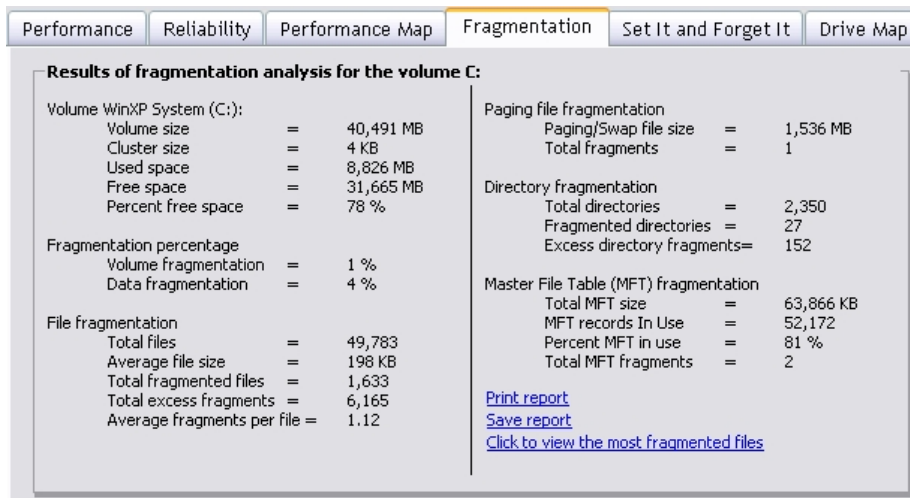 Performance Reliability Performance Map Fragmentation Set It and Forget It Drive Map
Results of fragmentation analysis for the volume C:
Volume WinXP System (C:):
Volume size = 40,491 MB
Cluster size = 4 KB
Used space = 8,826 MB
Free space = 31,665 MB
Percent free space = 78 %
Fragmentation percentage
Volume fragmentation = 1 %
Data fragmentation = 4 %
File fragmentation
Total files = 49,783
Average file size = 198 KB
Total fragmented files = 1,633
Total excess fragments = 6,165
Average fragments per file = 1.12
Paging file fragmentation
Paging/Swap file size = 1,536 MB
Total fragments = 1
Directory fragmentation
Total directories = 2,350
Fragmented directories = 27
Excess directory fragments= 152
Master File Table (MFT) fragmentation
Total MFT size = 63,866 KB
MFT records In Use = 52,172
Percent MFT in use = 81 %
Total MFT fragments = 2
Print report
Save report
Click to view the most fragmented files